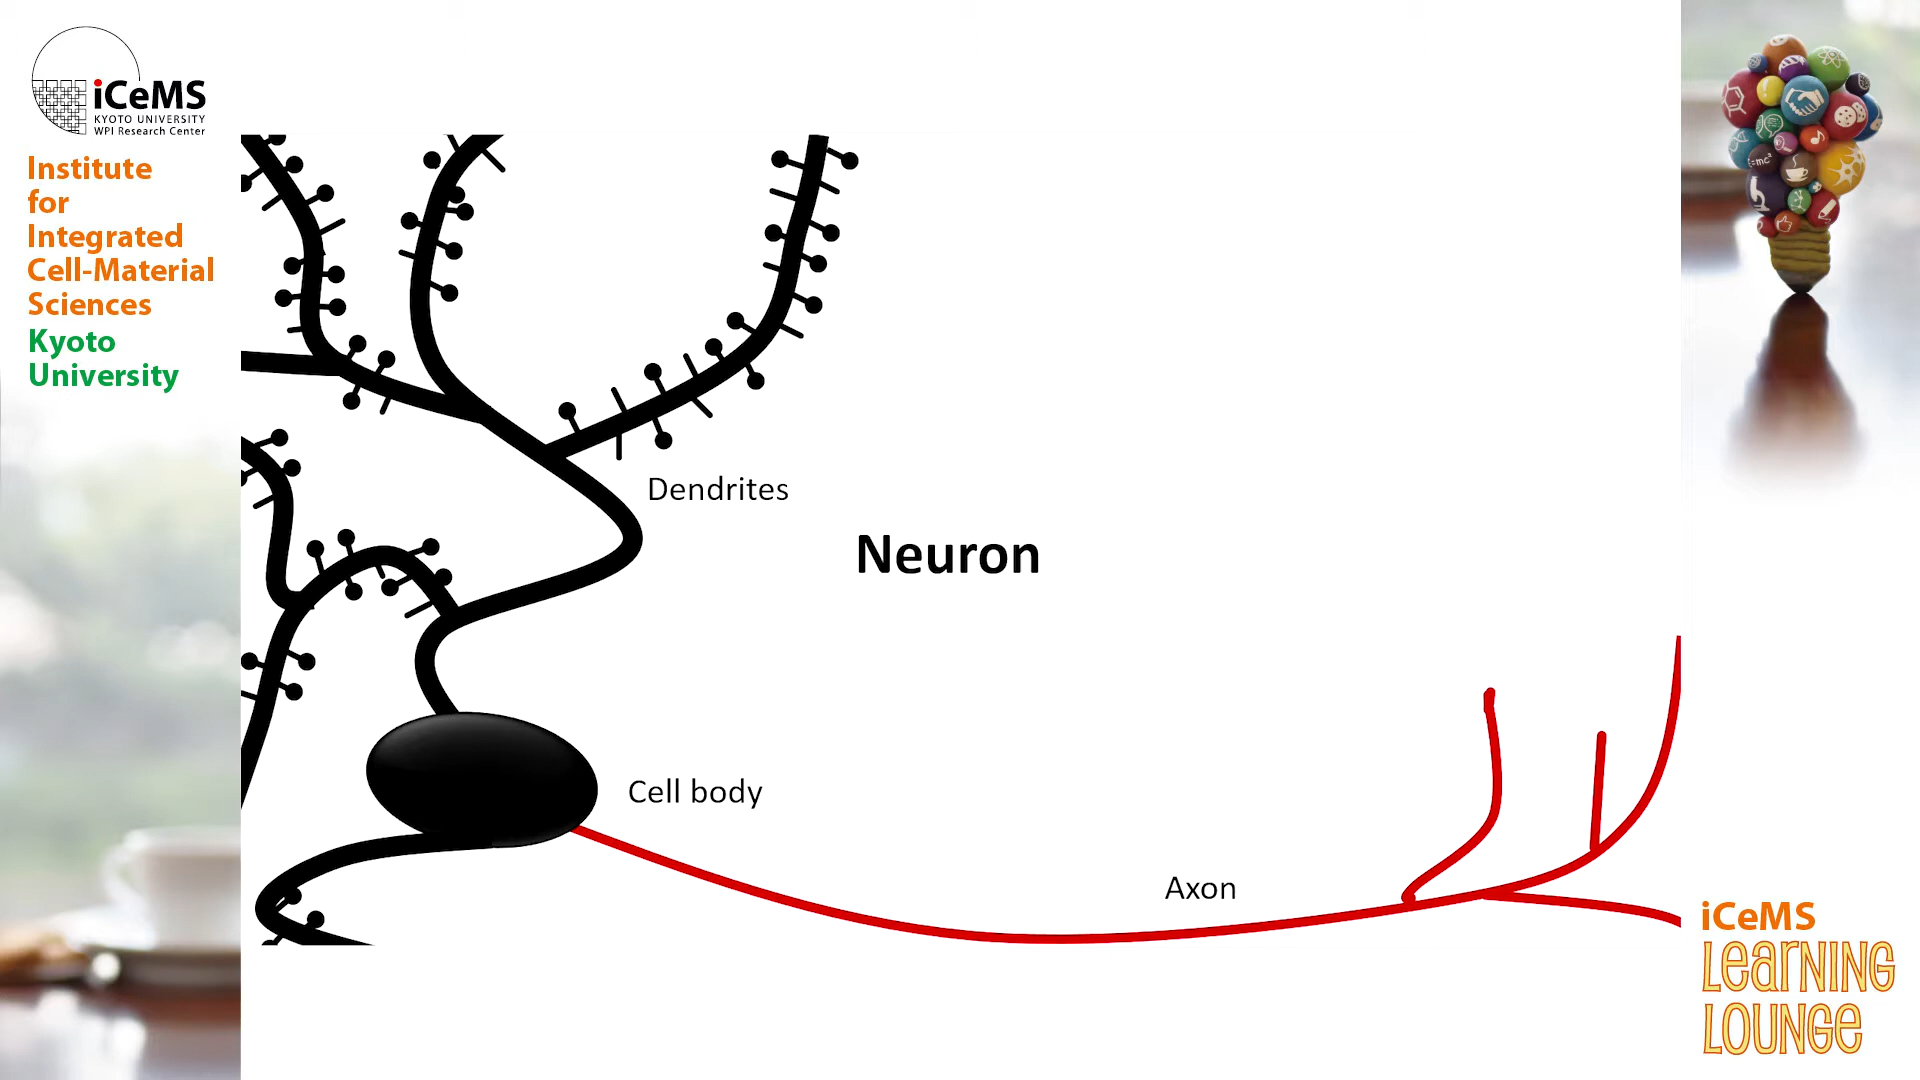 iCeMS
KYOTO UNIVERSITY
WPI Research Center
Institute
for
Integrated
Cell-Material
Sciences
Kyoto
University
Dendrites
Neuron
Cell body
Axon
=mc²
iCeMS
LeaRNING
LOUNGe